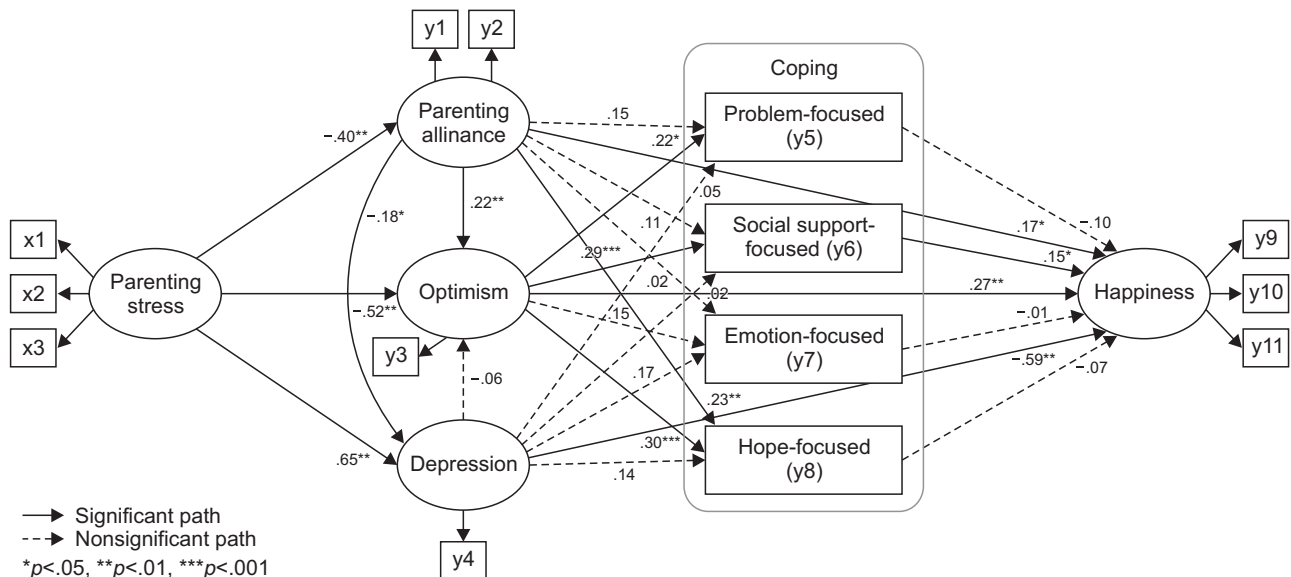 y1
y2
Coping
Parenting
allinance
Problem-focused
(y5)
.15
.22*
−.40**
.05
−.18*
.22**
.11
Social support-
focused (y6)
.17*
−.10
.15*
x1
x2
x3
Parenting
stress
Optimism
.29***
.02
.02
.27**
Happiness
y9
y10
y11
−.52**
.15
Emotion-focused
(y7)
−.01
y3
−.06
.17
−.59**
−.07
.23**
.65**
Depression
.30***
.14
Hope-focused
(y8)
y4
Significant path
Nonsignificant path
*p<.05, **p<.01, ***p<.001